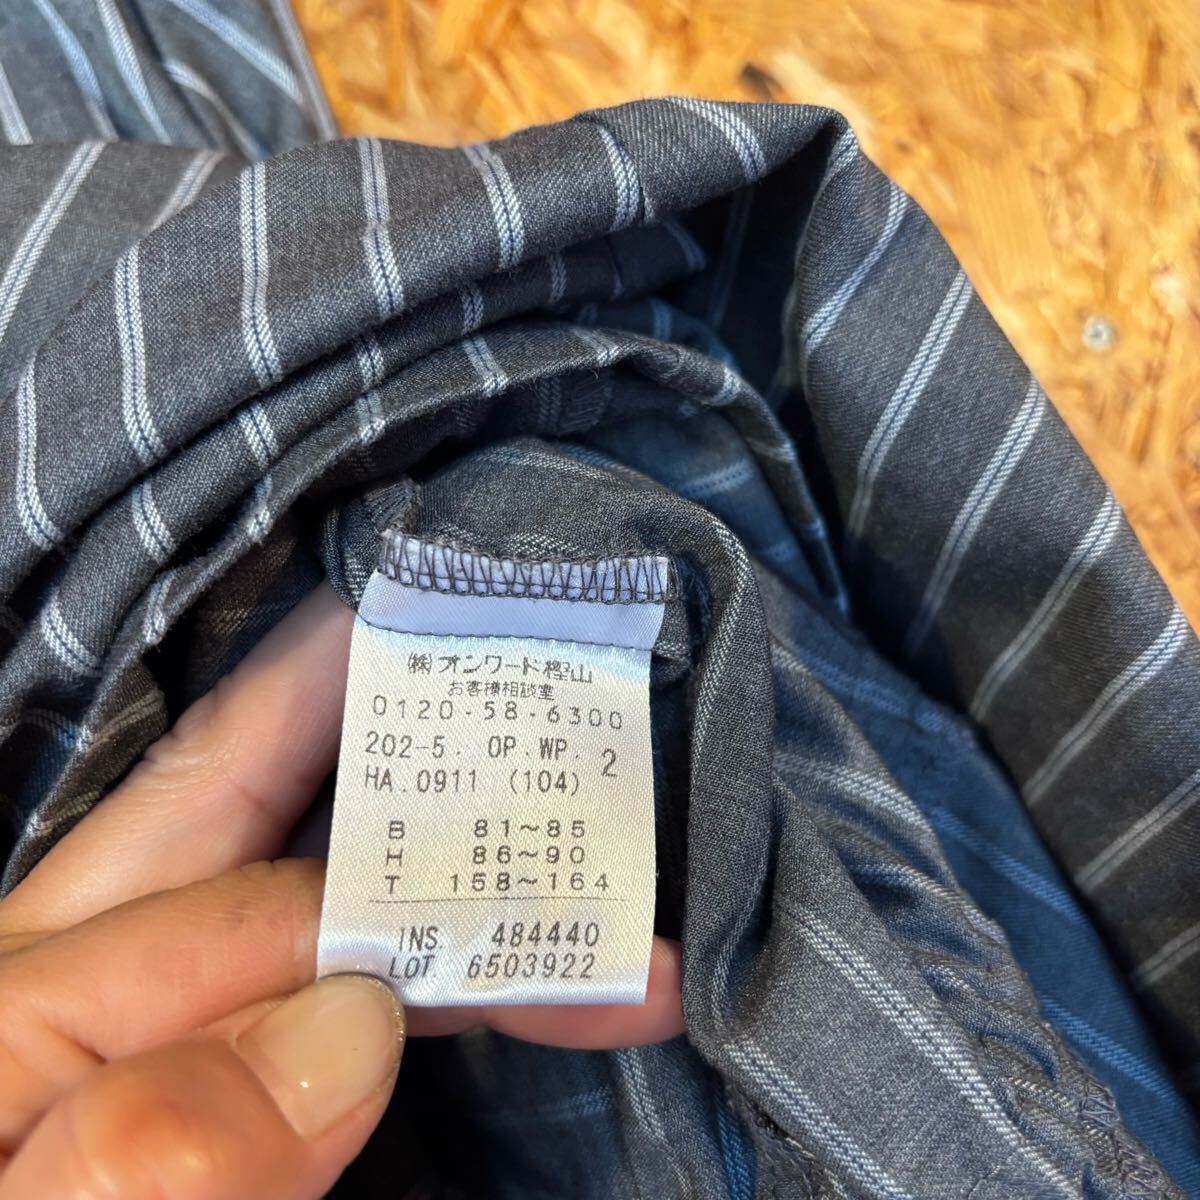 ㈱オンワード樫山
お客様相談室
0120-58-6300
202-5. OP.WP. 2
HA.0911 (104)
B 81~85
H 86~90
T 158~164
INS. 484440
LOT. 6503922